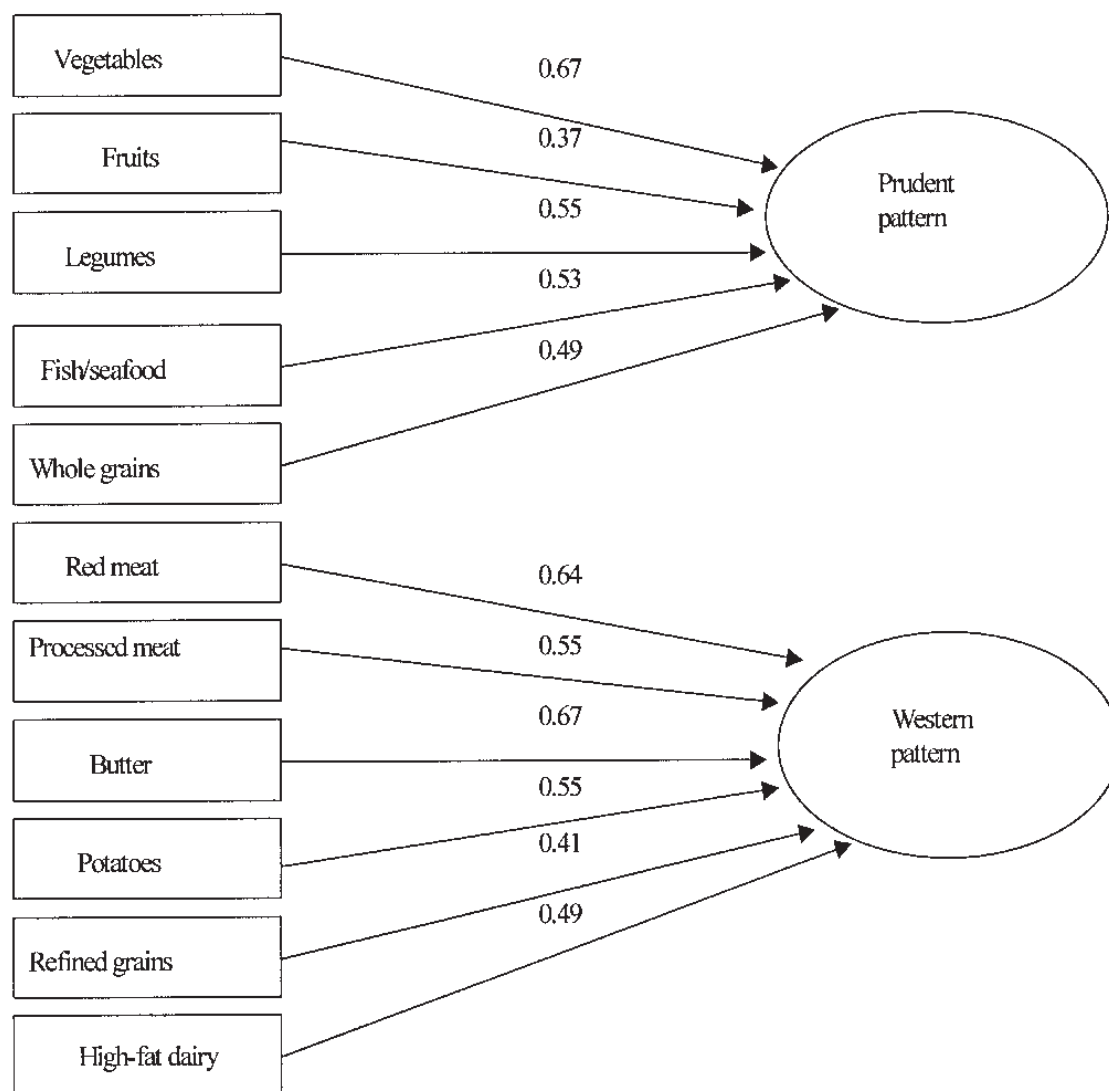 Vegetables
0.67
Fruits
0.37
Prudent
pattern
0.55
Legumes
0.53
0.49
Fish/seafood
Whole grains
Red meat
0.64
Processed meat
0.55
0.67
Western
pattern
Butter
0.55
0.41
Potatoes
0.49
Refined grains
High-fat dairy